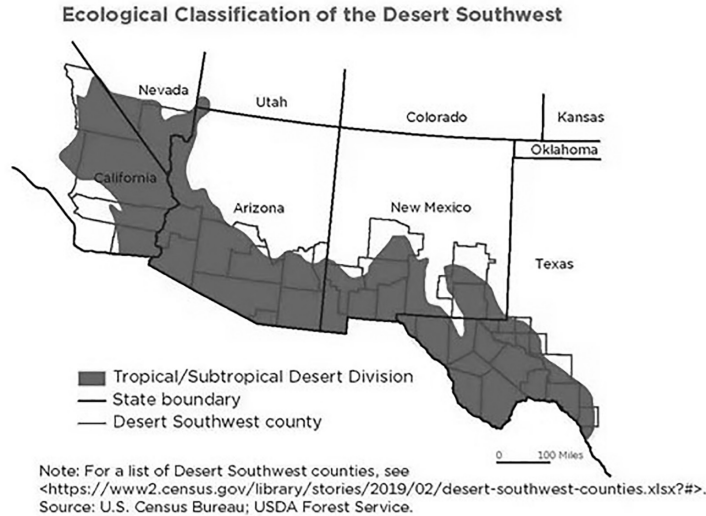 Ecological Classification of the Desert Southwest
Nevada
Utah
Colorado
Kansas
Oklahoma
California
Arizona
New Mexico
Texas
Tropical/Subtropical Desert Division
State boundary
Desert Southwest county
0 100 Miles
Note: For a list of Desert Southwest counties, see
<https://www2.census.gov/library/stories/2019/02/desert-southwest-counties.xlsx?#>.
Source: U.S. Census Bureau; USDA Forest Service.